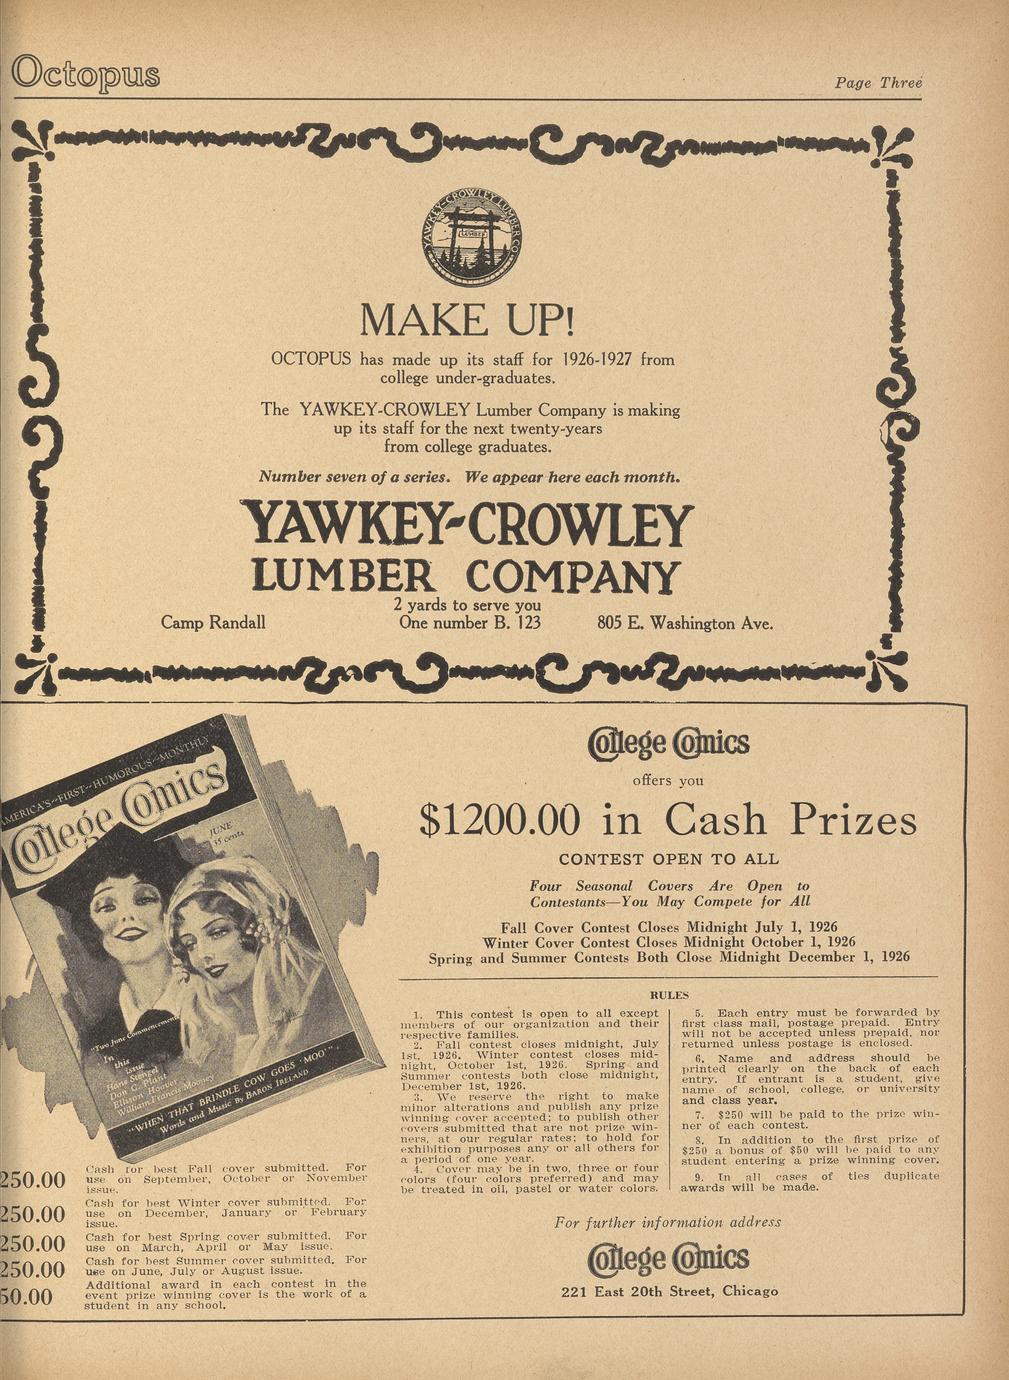 Octopus
Page Three
YAWKEY-CROWLEY LUMBER CO
LUMBER
MAKE UP!
OCTOPUS has made up its staff for 1926-1927 from
college under-graduates.
The YAWKEY-CROWLEY Lumber Company is making
up its staff for the next twenty-years
from college graduates.
Number seven of a series. We appear here each month.
YAWKEY-CROWLEY
LUMBER COMPANY
2 yards to serve you
Camp Randall
One number B. 123
805 E. Washington Ave.
AMERICA'S FIRST HUMOROUS MONTHLY
College Comics
JUNE
35 cents
"Two June Commencements"
In
this
issue
Hans Stengel
Don G. Plant
Ellison Hoover
William Francis Mooney
"WHEN THAT BRINDLE COW GOES 'MOO'"
Words and Music By BARON IRELAND
250.00
Cash for best Fall cover submitted. For
use on September, October or November
issue.
250.00
Cash for best Winter cover submitted. For
use on December, January or February
issue.
250.00
Cash for best Spring cover submitted. For
use on March, April or May issue.
250.00
Cash for best Summer cover submitted. For
use on June, July or August issue.
50.00
Additional award in each contest in the
event prize winning cover is the work of a
student in any school.
College Comics
offers you
$1200.00 in Cash Prizes
CONTEST OPEN TO ALL
Four Seasonal Covers Are Open to
Contestants—You May Compete for All
Fall Cover Contest Closes Midnight July 1, 1926
Winter Cover Contest Closes Midnight October 1, 1926
Spring and Summer Contests Both Close Midnight December 1, 1926
RULES
1. This contest is open to all except
members of our organization and their
respective families.
2. Fall contest closes midnight, July
1st, 1926. Winter contest closes mid-
night, October 1st, 1926. Spring and
Summer contests both close midnight,
December 1st, 1926.
3. We reserve the right to make
minor alterations and publish any prize
winning cover accepted; to publish other
covers submitted that are not prize win-
ners, at our regular rates; to hold for
exhibition purposes any or all others for
a period of one year.
4. Cover may be in two, three or four
colors (four colors preferred) and may
be treated in oil, pastel or water colors.
5. Each entry must be forwarded by
first class mail, postage prepaid. Entry
will not be accepted unless prepaid, nor
returned unless postage is enclosed.
6. Name and address should be
printed clearly on the back of each
entry. If entrant is a student, give
name of school, college, or university
and class year.
7. $250 will be paid to the prize win-
ner of each contest.
8. In addition to the first prize of
$250 a bonus of $50 will be paid to any
student entering a prize winning cover.
9. In all cases of ties duplicate
awards will be made.
For further information address
College Comics
221 East 20th Street, Chicago